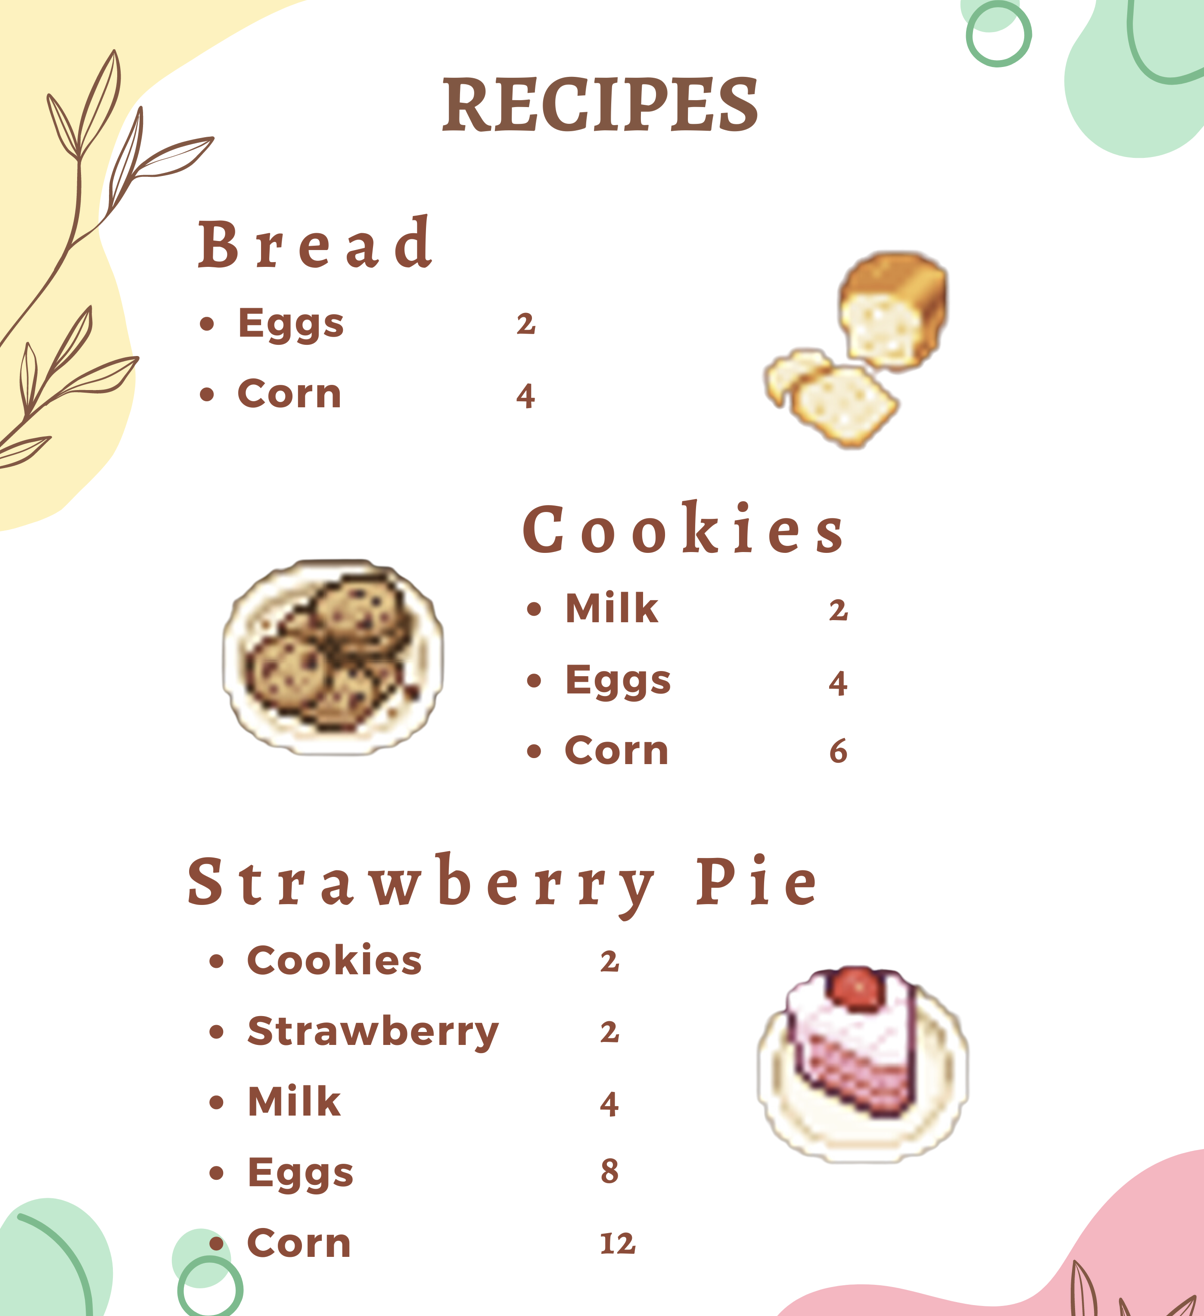 RECIPES
Bread
• Eggs 2
• Corn 4
Cookies
• Milk 2
• Eggs 4
• Corn 6
Strawberry Pie
• Cookies 2
• Strawberry 2
• Milk 4
• Eggs 8
• Corn 12